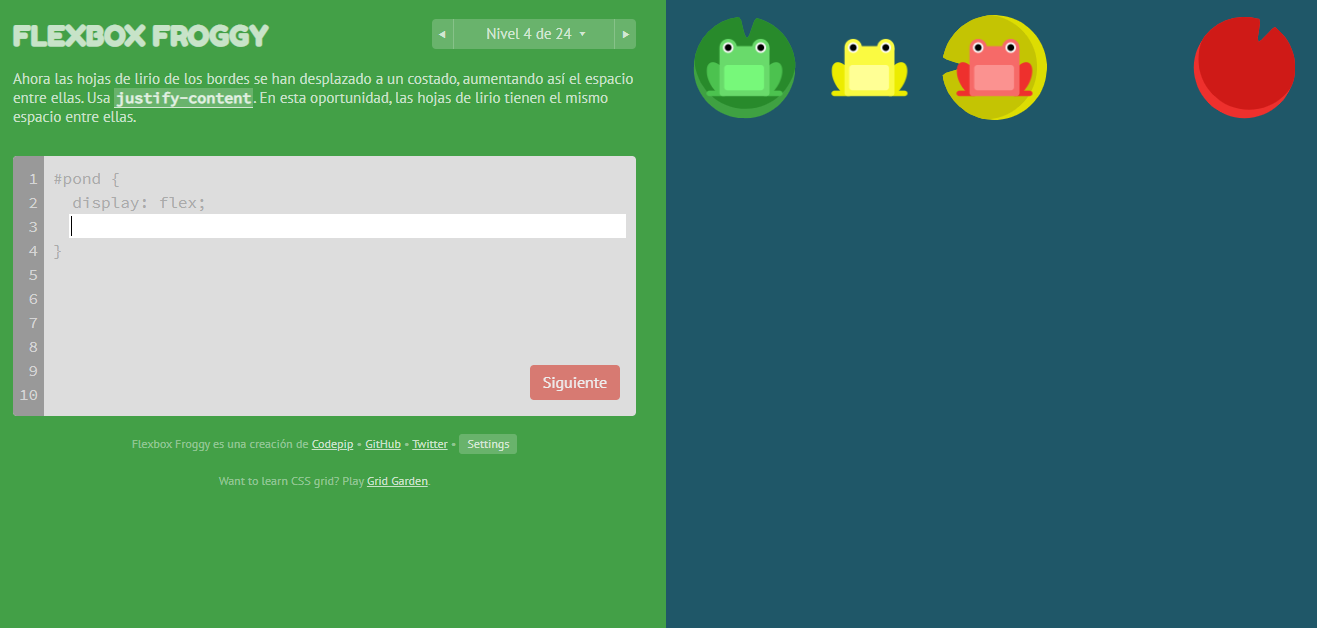 FLEXBOX FROGGY
◄ Nivel 4 de 24 ▾ ►
Ahora las hojas de lirio de los bordes se han desplazado a un costado, aumentando así el espacio
entre ellas. Usa justify-content. En esta oportunidad, las hojas de lirio tienen el mismo
espacio entre ellas.
1 #pond {
2 display: flex;
3
4 }
5
6
7
8
9
10
Siguiente
Flexbox Froggy es una creación de Codepip • GitHub • Twitter • Settings
Want to learn CSS grid? Play Grid Garden.